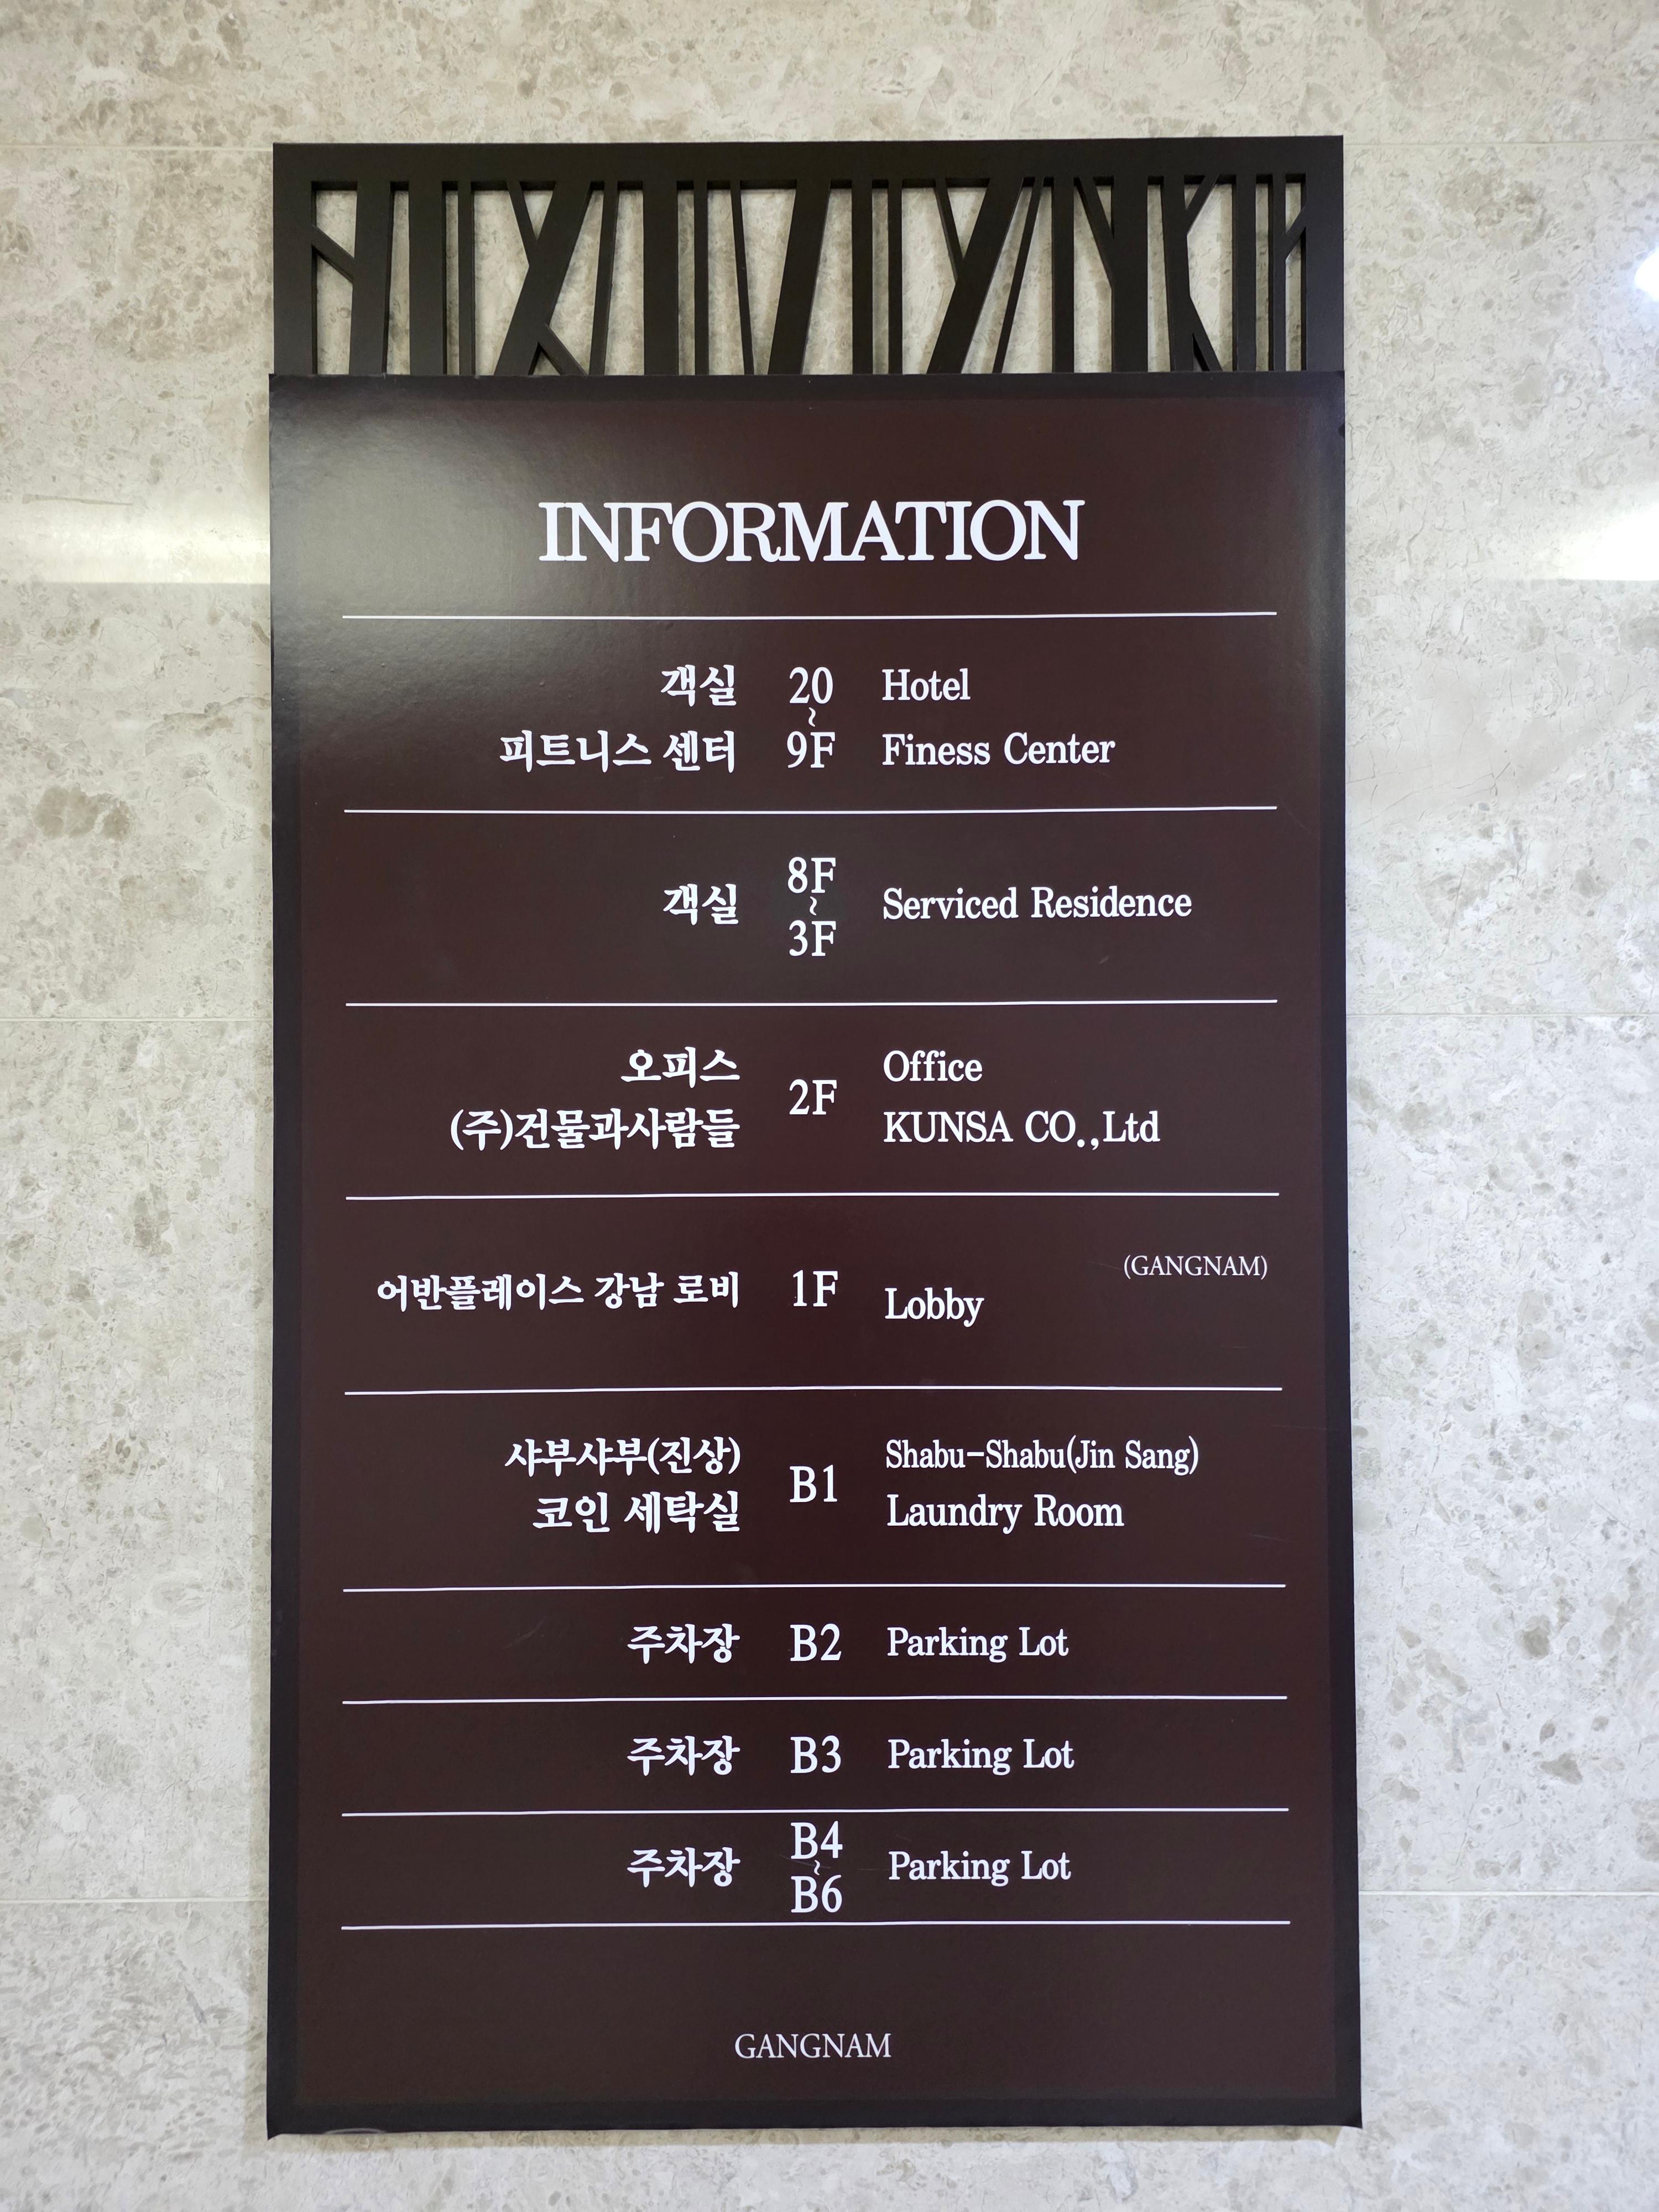 INFORMATION
객실 20 Hotel
~
피트니스 센터 9F Finess Center
8F
객실 ~ Serviced Residence
3F
오피스 Office
2F
(주)건물과사람들 KUNSA CO.,Ltd
(GANGNAM)
어반플레이스 강남 로비 1F Lobby
샤부샤부(진상) Shabu-Shabu(Jin Sang)
B1
코인 세탁실 Laundry Room
주차장 B2 Parking Lot
주차장 B3 Parking Lot
B4
주차장 ~ Parking Lot
B6
GANGNAM